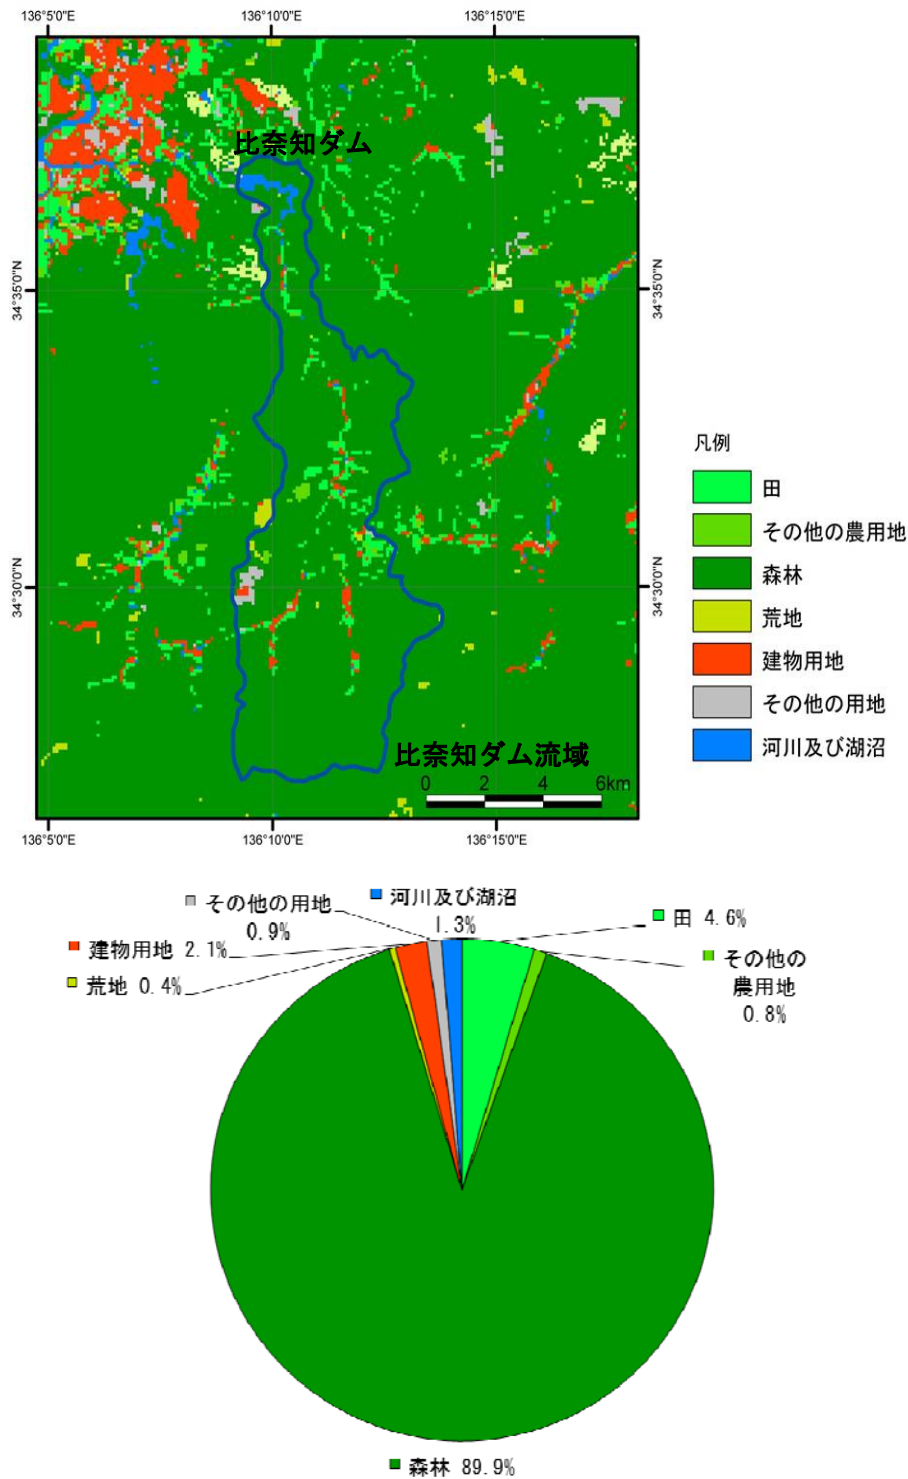 136°5'0"E 136°10'0"E 136°15'0"E
比奈知ダム
34°35'0"N 34°35'0"N
34°30'0"N 34°30'0"N
比奈知ダム流域
0 2 4 6km
136°5'0"E 136°10'0"E 136°15'0"E
凡例
田
その他の農用地
森林
荒地
建物用地
その他の用地
河川及び湖沼
その他の用地
0.9%
河川及び湖沼
1.3%
田 4.6%
建物用地 2.1%
荒地 0.4%
その他の
農用地
0.8%
森林 89.9%